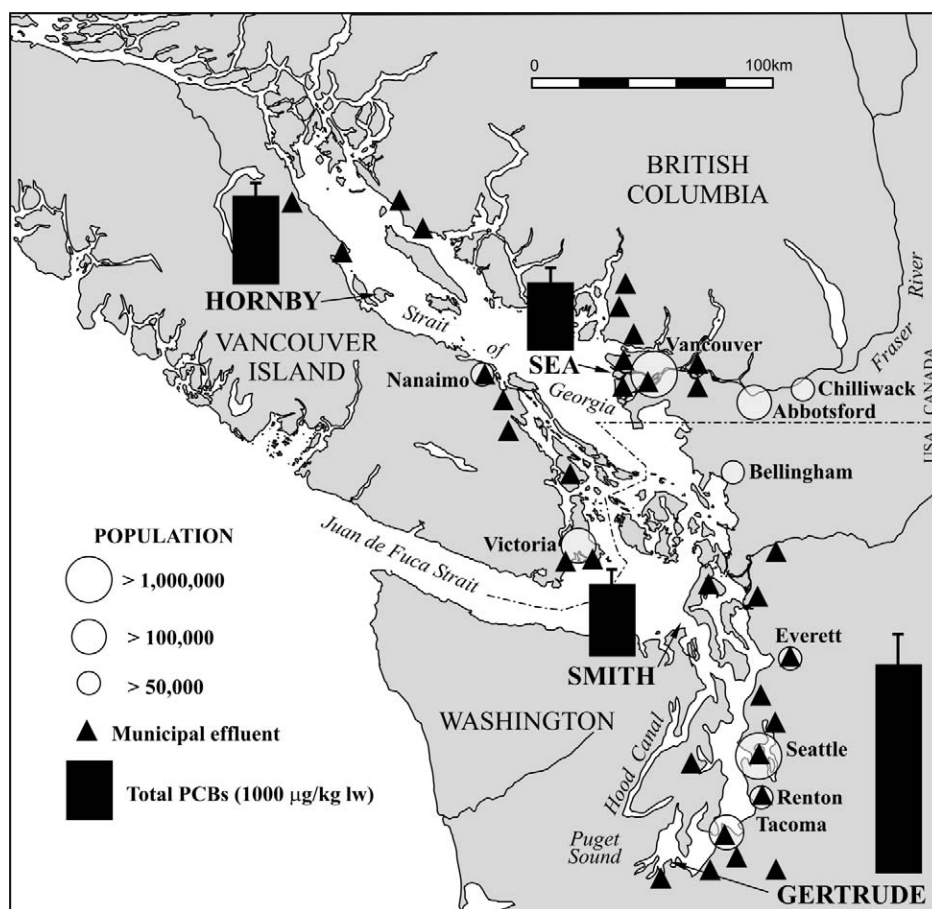 0
100km
BRITISH
COLUMBIA
River
Fraser
HORNBY
Strait
of
Georgia
VANCOUVER
ISLAND
SEA
Vancouver
Nanaimo
Chilliwack
Abbotsford
CANADA
USA
Bellingham
POPULATION
> 1,000,000
> 100,000
> 50,000
Municipal effluent
Total PCBs (1000 µg/kg lw)
Juan de Fuca Strait
Victoria
SMITH
Everett
WASHINGTON
Hood Canal
Seattle
Renton
Tacoma
Puget
Sound
GERTRUDE